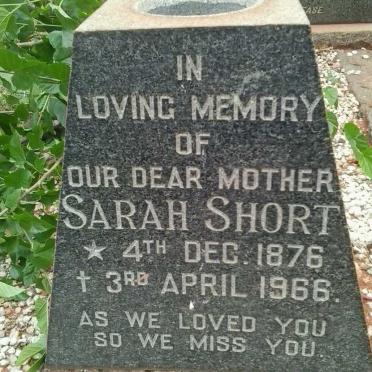 IN
LOVING MEMORY
OF
OUR DEAR MOTHER
SARAH SHORT
* 4TH DEC. 1876
† 3RD APRIL 1966.
AS WE LOVED YOU
SO WE MISS YOU.